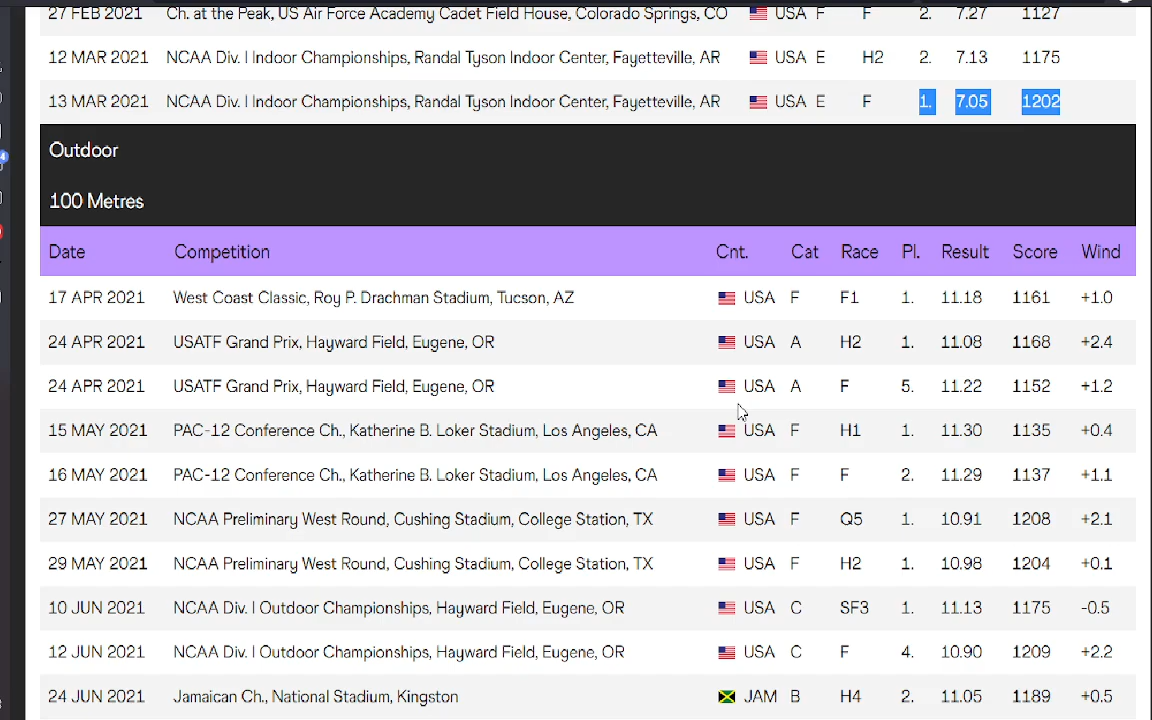 27 FEB 2021 Ch. at the Peak, US Air Force Academy Cadet Field House, Colorado Springs, CO USA F F 2. 7.27 1127
12 MAR 2021 NCAA Div. I Indoor Championships, Randal Tyson Indoor Center, Fayetteville, AR USA E H2 2. 7.13 1175
13 MAR 2021 NCAA Div. I Indoor Championships, Randal Tyson Indoor Center, Fayetteville, AR USA E F 1. 7.05 1202
Outdoor
100 Metres
Date Competition Cnt. Cat Race Pl. Result Score Wind
17 APR 2021 West Coast Classic, Roy P. Drachman Stadium, Tucson, AZ USA F F1 1. 11.18 1161 +1.0
24 APR 2021 USATF Grand Prix, Hayward Field, Eugene, OR USA A H2 1. 11.08 1168 +2.4
24 APR 2021 USATF Grand Prix, Hayward Field, Eugene, OR USA A F 5. 11.22 1152 +1.2
15 MAY 2021 PAC-12 Conference Ch., Katherine B. Loker Stadium, Los Angeles, CA USA F H1 1. 11.30 1135 +0.4
16 MAY 2021 PAC-12 Conference Ch., Katherine B. Loker Stadium, Los Angeles, CA USA F F 2. 11.29 1137 +1.1
27 MAY 2021 NCAA Preliminary West Round, Cushing Stadium, College Station, TX USA F Q5 1. 10.91 1208 +2.1
29 MAY 2021 NCAA Preliminary West Round, Cushing Stadium, College Station, TX USA F H2 1. 10.98 1204 +0.1
10 JUN 2021 NCAA Div. I Outdoor Championships, Hayward Field, Eugene, OR USA C SF3 1. 11.13 1175 -0.5
12 JUN 2021 NCAA Div. I Outdoor Championships, Hayward Field, Eugene, OR USA C F 4. 10.90 1209 +2.2
24 JUN 2021 Jamaican Ch., National Stadium, Kingston JAM B H4 2. 11.05 1189 +0.5